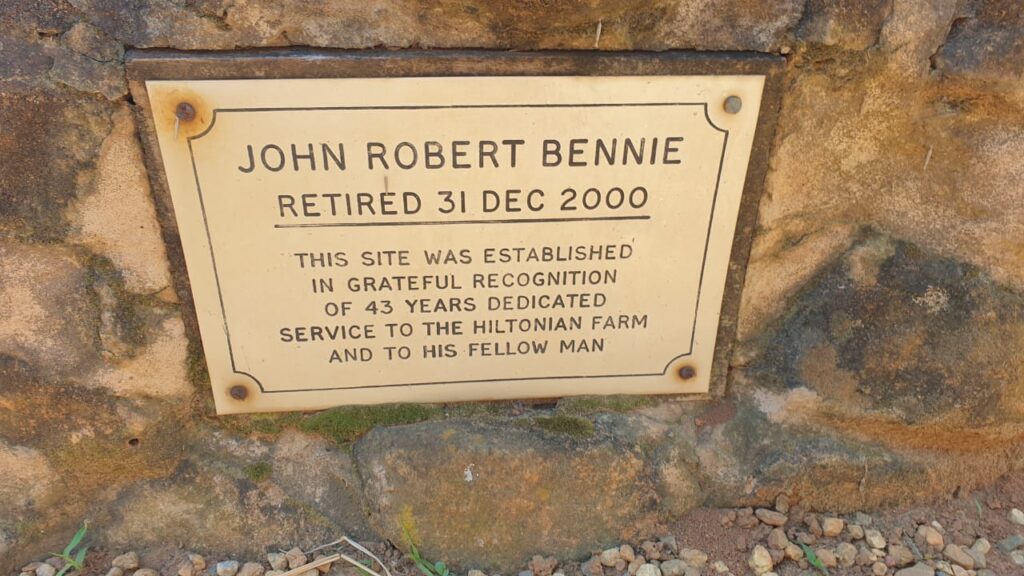 JOHN ROBERT BENNIE
RETIRED 31 DEC 2000
THIS SITE WAS ESTABLISHED
IN GRATEFUL RECOGNITION
OF 43 YEARS DEDICATED
SERVICE TO THE HILTONIAN FARM
AND TO HIS FELLOW MAN